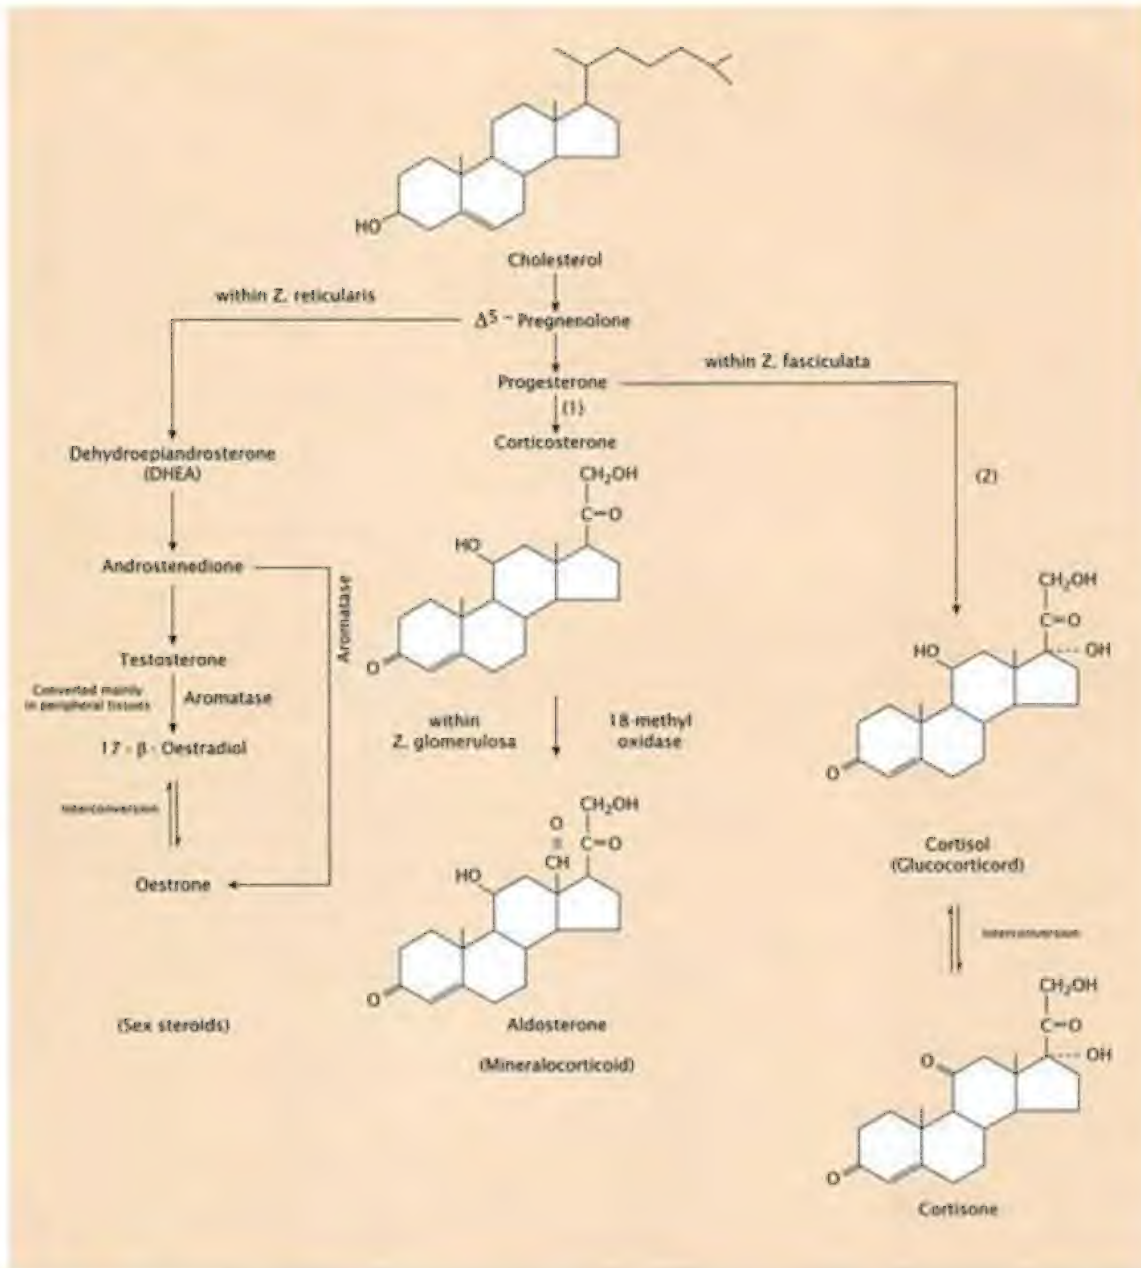 HO
Cholesterol
within Z. reticularis
Δ5 - Pregnenolone
within Z. fasciculata
Progesterone
(1)
Corticosterone
Dehydroepiandrosterone
(DHEA)
CH2OH
C=O
HO
O
(2)
Androstenedione
Aromatase
Testosterone
Converted mainly
in peripheral tissues
Aromatase
17 - β - Oestradiol
Interconversion
Oestrone
(Sex steroids)
within
Z. glomerulosa
18-methyl
oxidase
CH2OH
O
C=O
CH
HO
O
Aldosterone
(Mineralocorticoid)
CH2OH
C=O
HO
OH
O
Cortisol
(Glucocorticord)
Interconversion
CH2OH
C=O
O
OH
O
Cortisone